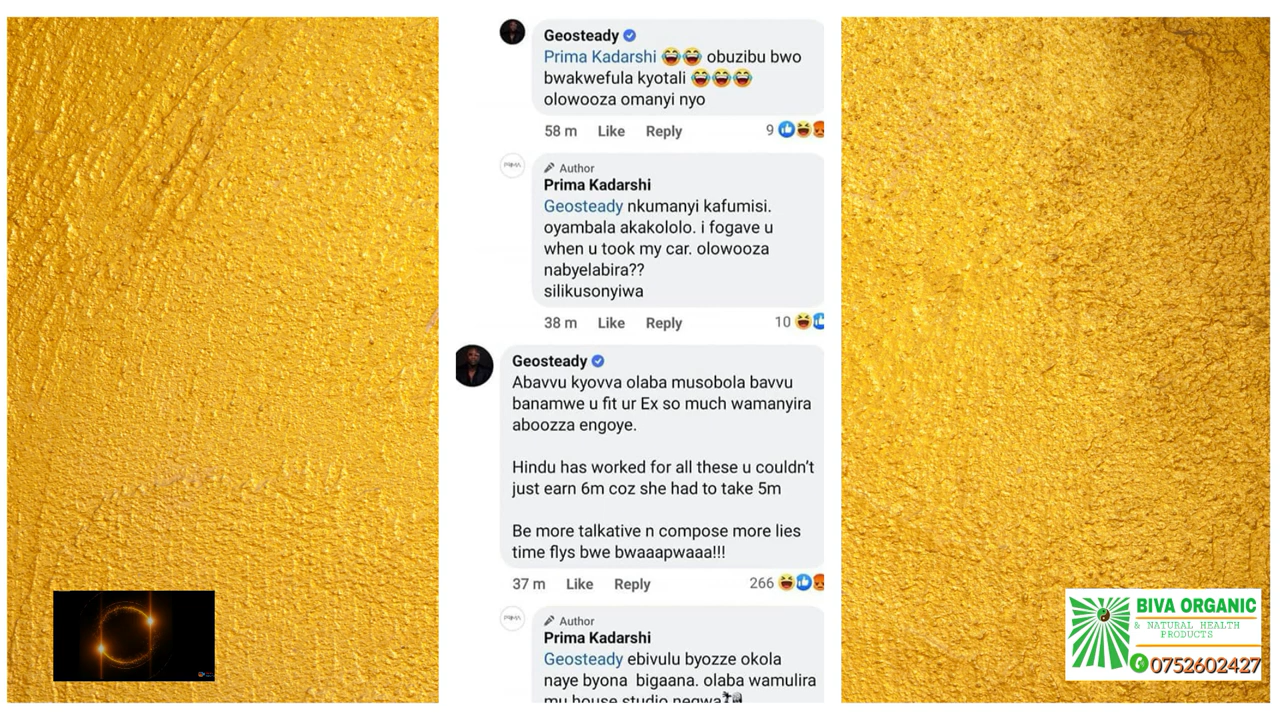 Geosteady
Prima Kadarshi 😂😂 obuzibu bwo
bwakwefula kyotali 😂😂😂
olowooza omanyi nyo
58 m Like Reply 9
Author
Prima Kadarshi
Geosteady nkumanyi kafumisi.
oyambala akakololo. i fogave u
when u took my car. olowooza
nabyelabira??
silikusonyiwa
38 m Like Reply 10
Geosteady
Abavvu kyovva olaba musobola bavvu
banamwe u fit ur Ex so much wamanyira
aboozza engoye.
Hindu has worked for all these u couldn't
just earn 6m coz she had to take 5m
Be more talkative n compose more lies
time flys bwe bwaaapwaaa!!!
37 m Like Reply 266
Author
Prima Kadarshi
Geosteady ebivulu byozze okola
naye byona bigaana. olaba wamulira
mu house studio negwa
BIVA ORGANIC
& NATURAL HEALTH
PRODUCTS
0752602427